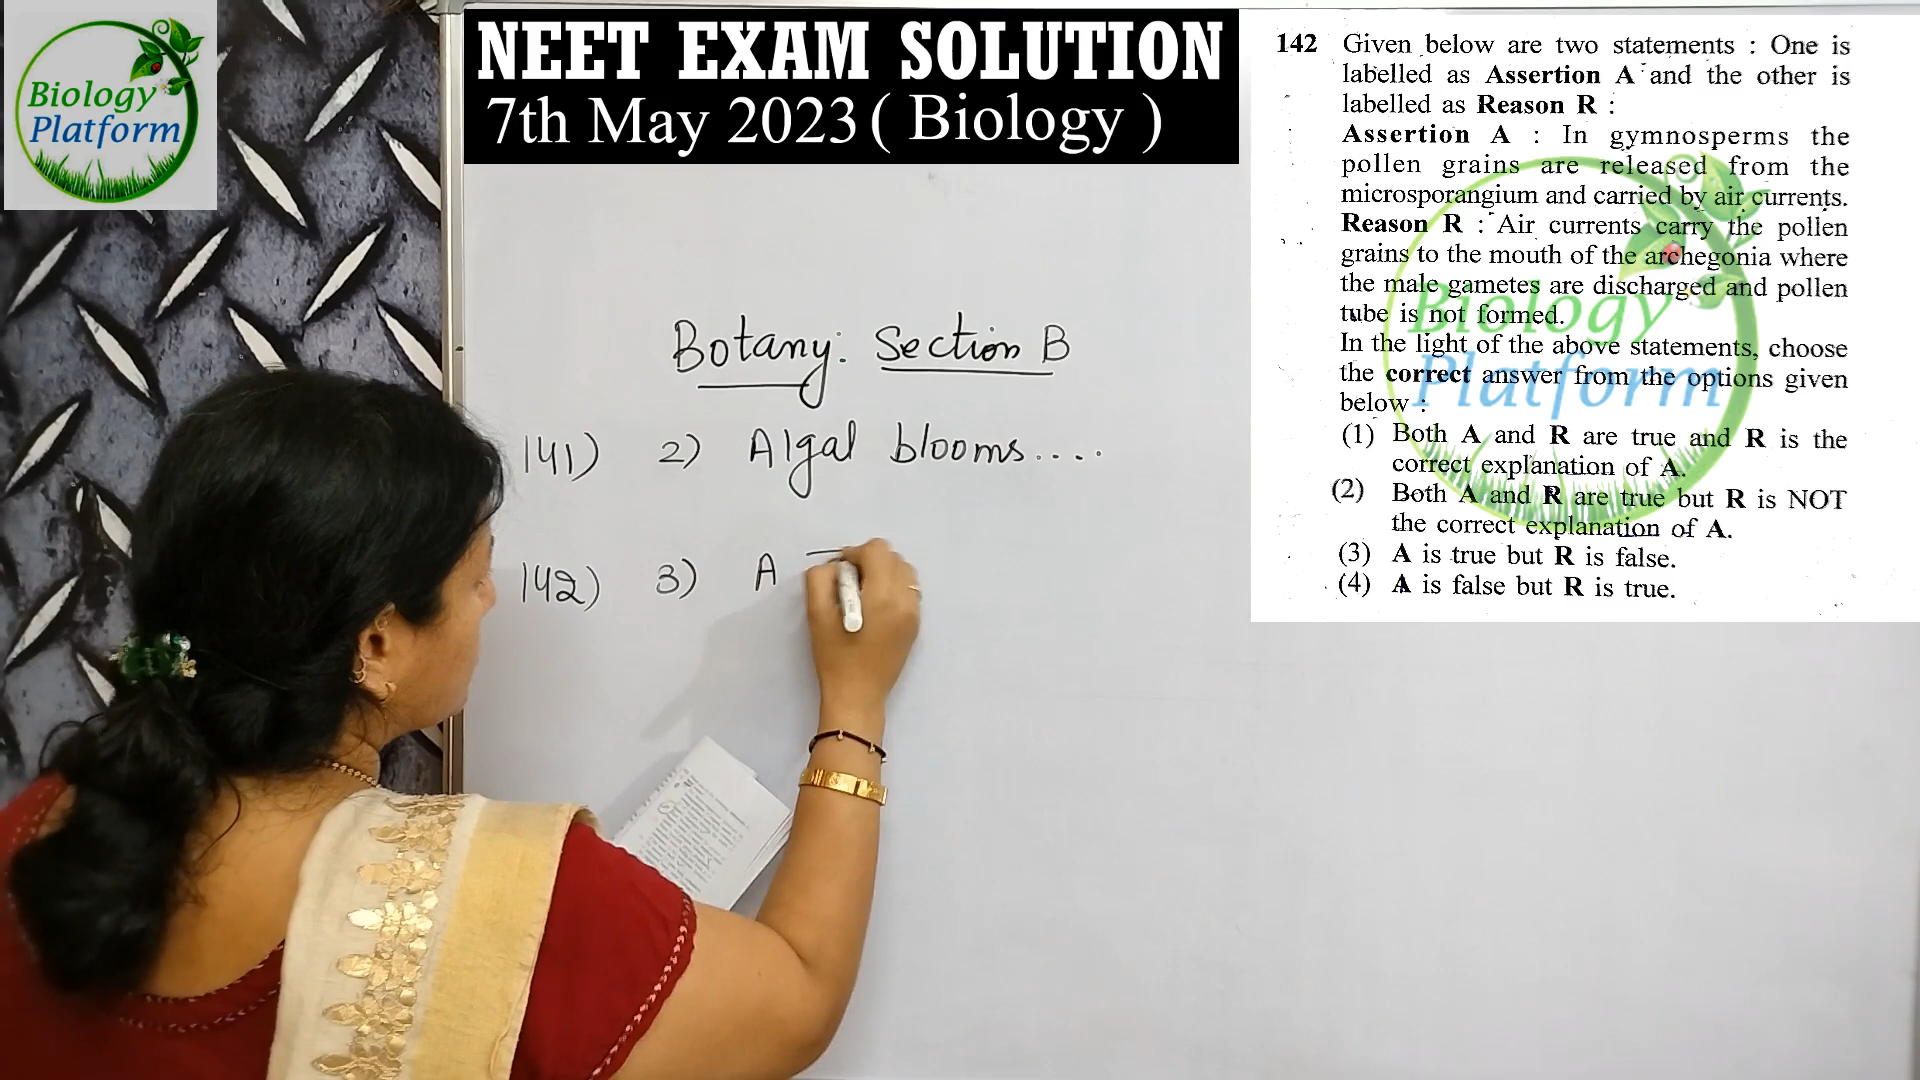 Biology
Platform
NEET EXAM SOLUTION
7th May 2023 ( Biology )
Botany: Section B
141) 2) Algal blooms....
142) 3) A
142 Given below are two statements : One is
labelled as Assertion A and the other is
labelled as Reason R :
Assertion A : In gymnosperms the
pollen grains are released from the
microsporangium and carried by air currents.
Reason R : Air currents carry the pollen
grains to the mouth of the archegonia where
the male gametes are discharged and pollen
tube is not formed.
In the light of the above statements, choose
the correct answer from the options given
below :
(1) Both A and R are true and R is the
correct explanation of A.
(2) Both A and R are true but R is NOT
the correct explanation of A.
(3) A is true but R is false.
(4) A is false but R is true.
Biology
Platform